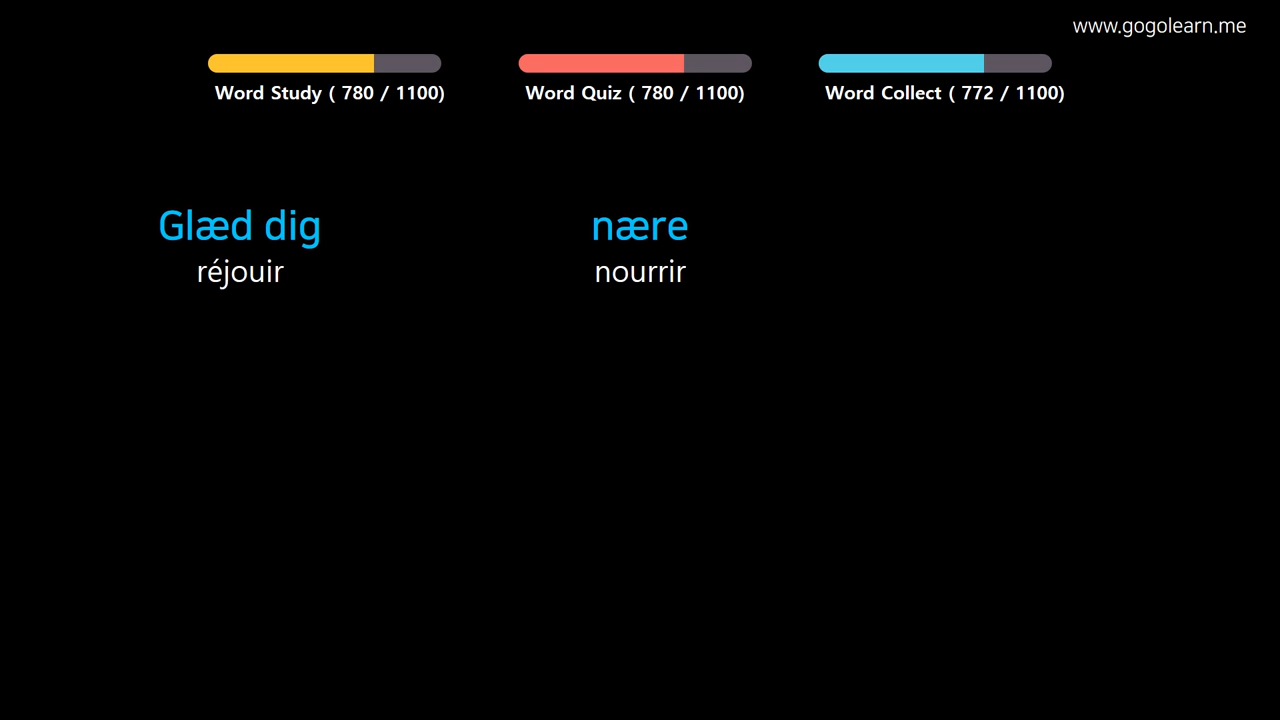 www.gogolearn.me
Word Study ( 780 / 1100)
Word Quiz ( 780 / 1100)
Word Collect ( 772 / 1100)
Glæd dig
réjouir
nære
nourrir